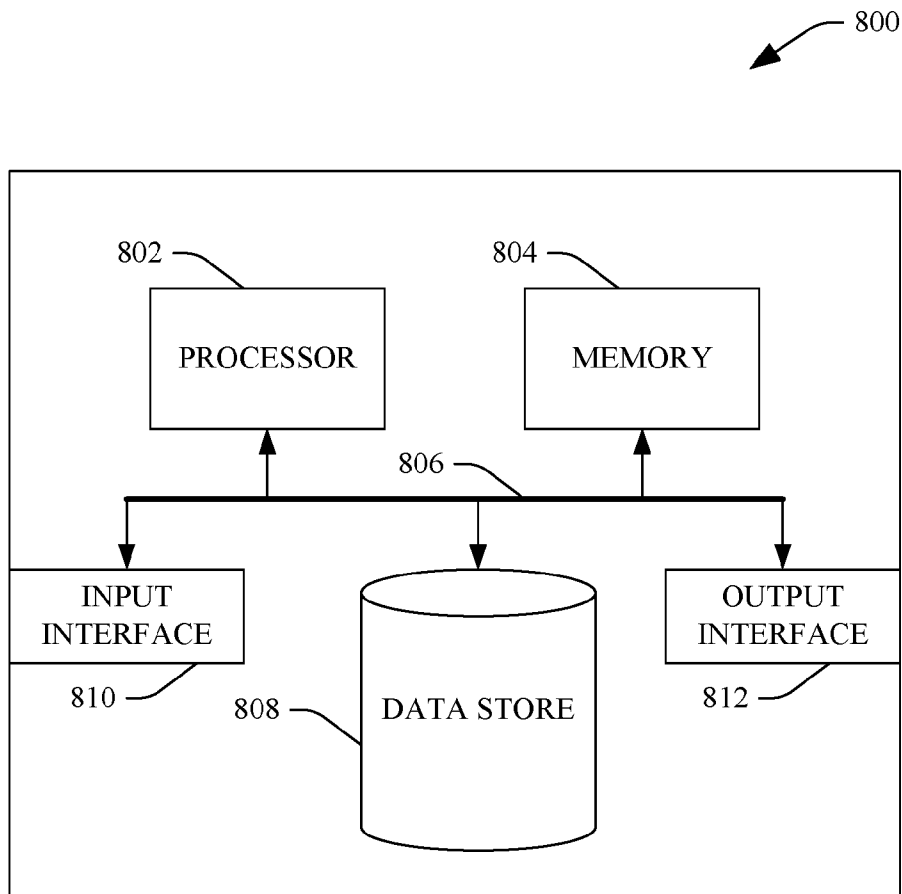 800
802
804
PROCESSOR
MEMORY
806
INPUT
INTERFACE
OUTPUT
INTERFACE
810
808
DATA STORE
812